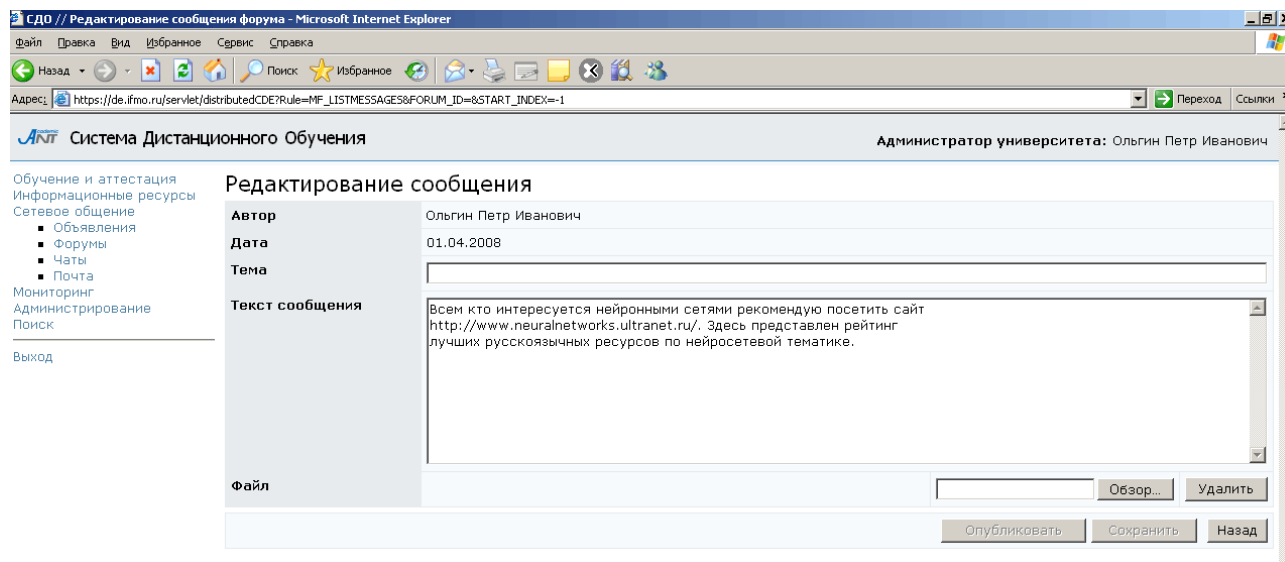 СДО // Редактирование сообщения форума - Microsoft Internet Explorer
Файл Правка Вид Избранное Сервис Справка
Назад Поиск Избранное
Адрес: https://de.ifmo.ru/servlet/distributedCDE?Rule=MF_LISTMESSAGES&FORUM_ID=&START_INDEX=-1 Переход Ссылки
Academic ANT Система Дистанционного Обучения
Администратор университета: Ольгин Петр Иванович
Обучение и аттестация
Информационные ресурсы
Сетевое общение
Объявления
Форумы
Чаты
Почта
Мониторинг
Администрирование
Поиск
Выход
Редактирование сообщения
Автор Ольгин Петр Иванович
Дата 01.04.2008
Тема
Текст сообщения
Всем кто интересуется нейронными сетями рекомендую посетить сайт
http://www.neuralnetworks.ultranet.ru/. Здесь представлен рейтинг
лучших русскоязычных ресурсов по нейросетевой тематике.
Файл Обзор... Удалить
Опубликовать Сохранить Назад